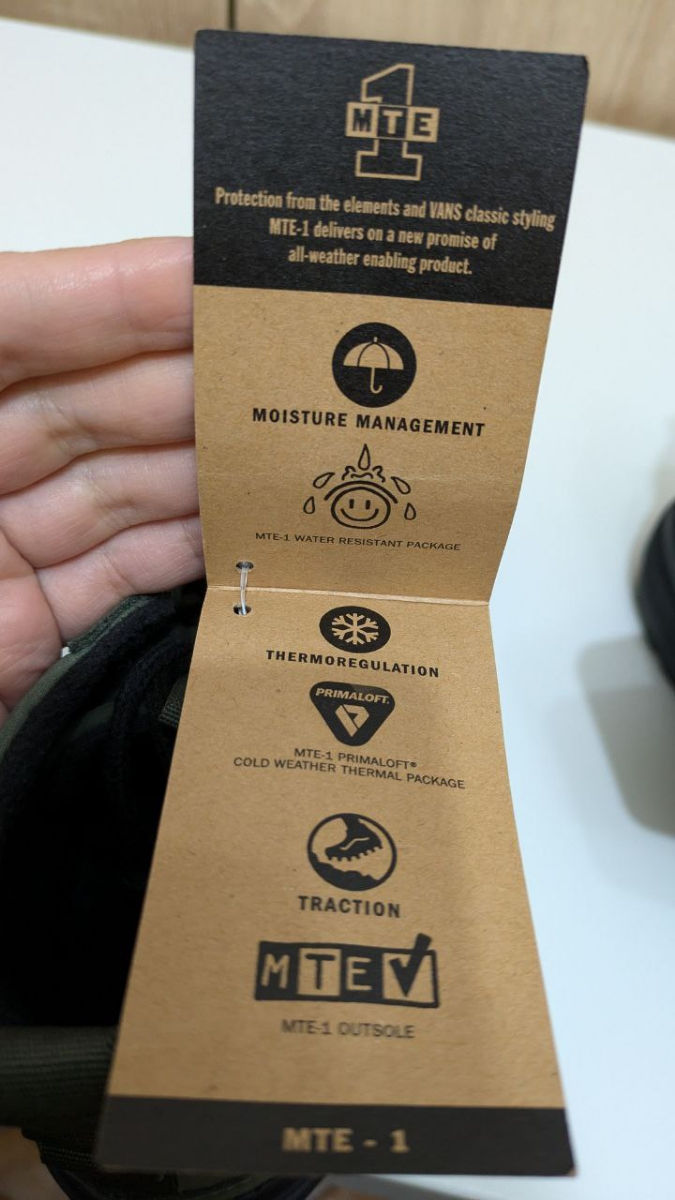 1
MTE
Protection from the elements and VANS classic styling
MTE-1 delivers on a new promise of
all-weather enabling product.
MOISTURE MANAGEMENT
MTE-1 WATER RESISTANT PACKAGE
THERMOREGULATION
PRIMALOFT®
MTE-1 PRIMALOFT®
COLD WEATHER THERMAL PACKAGE
TRACTION
MTE
MTE-1 OUTSOLE
MTE - 1